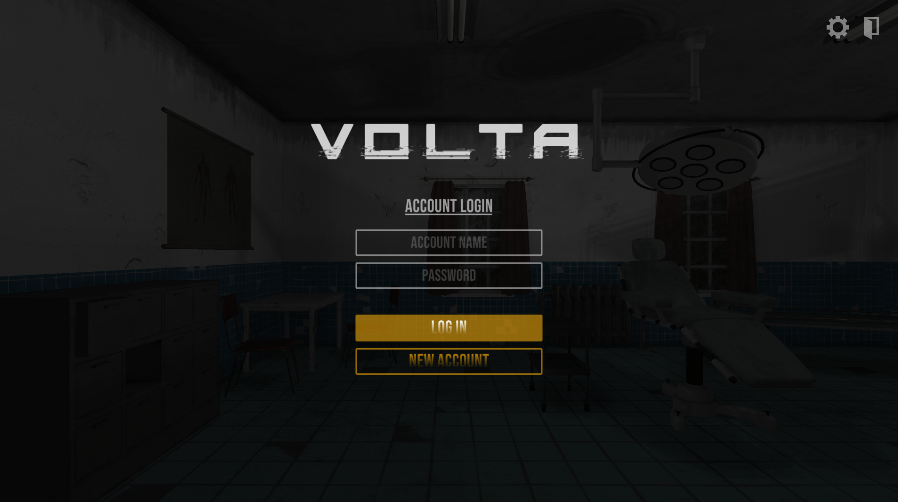 VOLTA
ACCOUNT LOGIN
ACCOUNT NAME
PASSWORD
LOG IN
NEW ACCOUNT